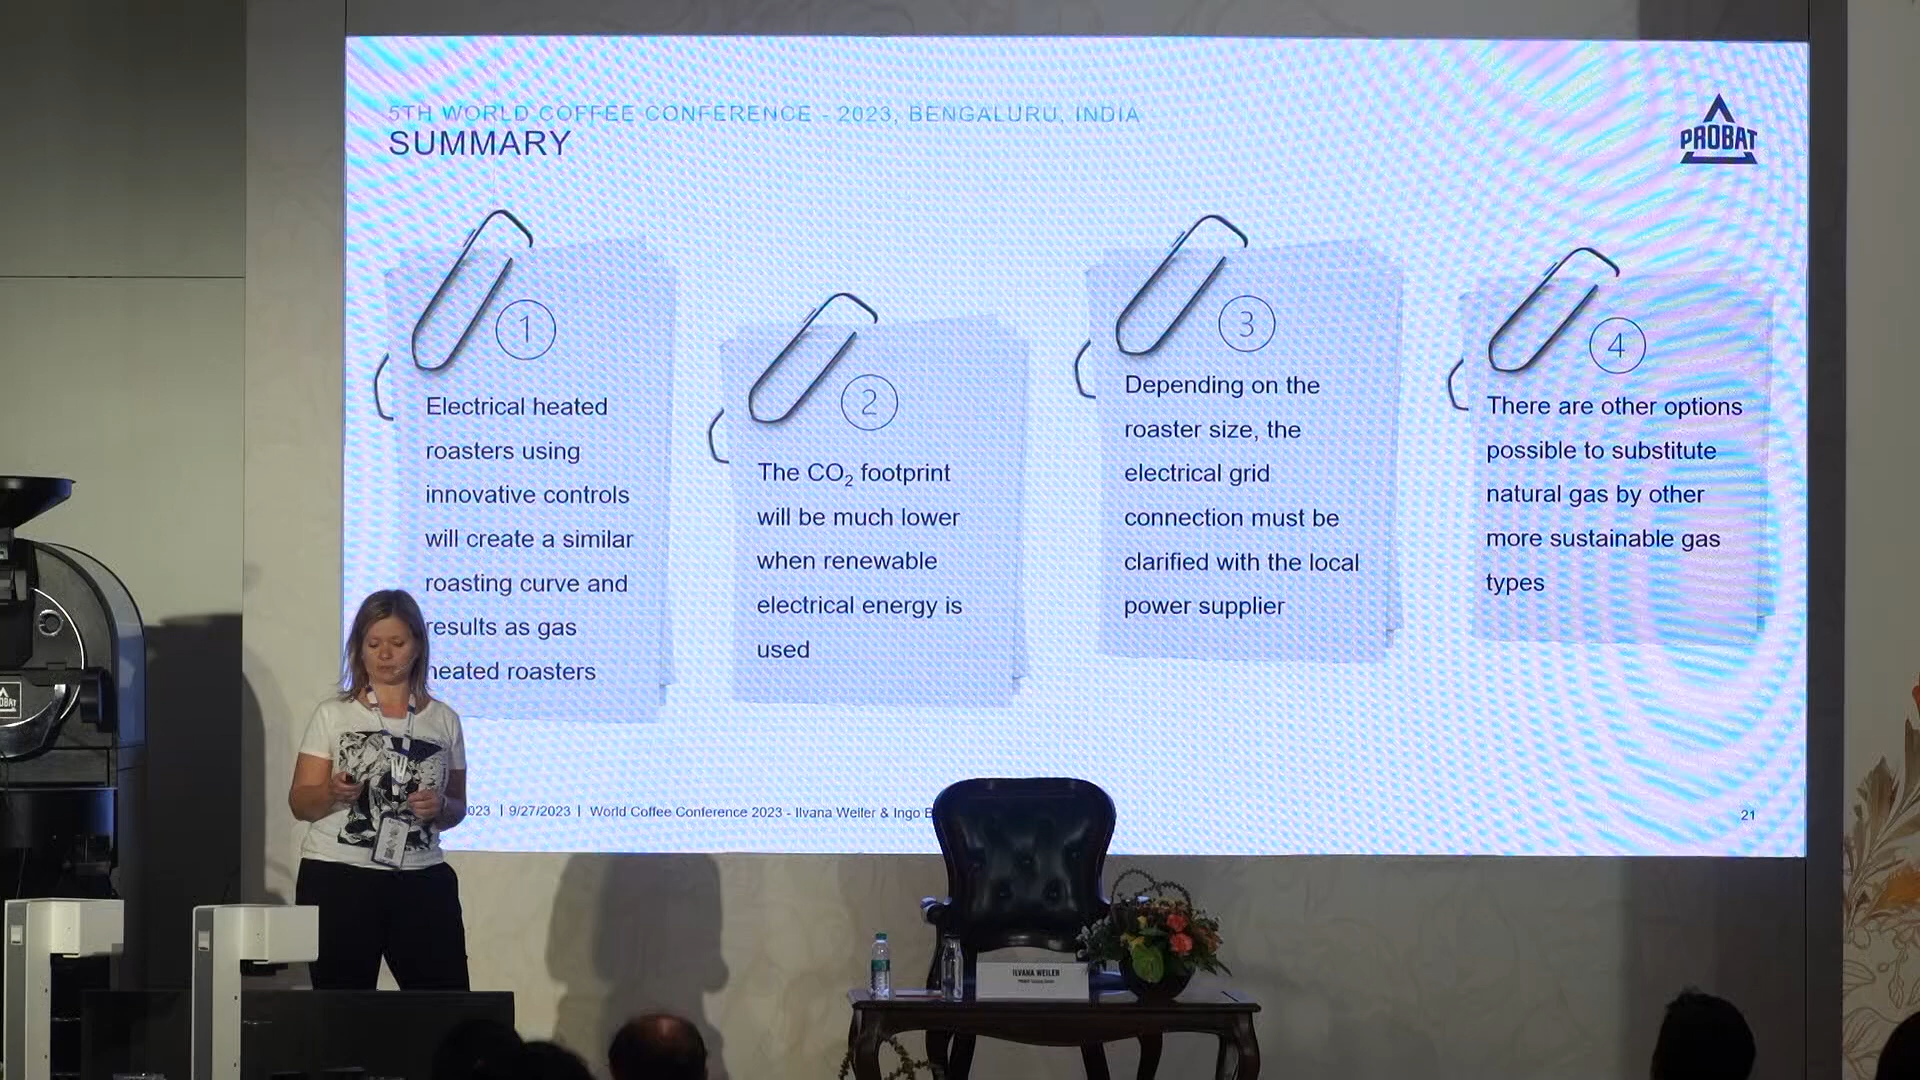 5TH WORLD COFFEE CONFERENCE - 2023, BENGALURU, INDIA
SUMMARY
PROBAT
1
Electrical heated
roasters using
innovative controls
will create a similar
roasting curve and
results as gas
heated roasters
2
The CO₂ footprint
will be much lower
when renewable
electrical energy is
used
3
Depending on the
roaster size, the
electrical grid
connection must be
clarified with the local
power supplier
4
There are other options
possible to substitute
natural gas by other
more sustainable gas
types
023 | 9/27/2023 | World Coffee Conference 2023 - Ilvana Weiler & Ingo B
21
ILVANA WEILER